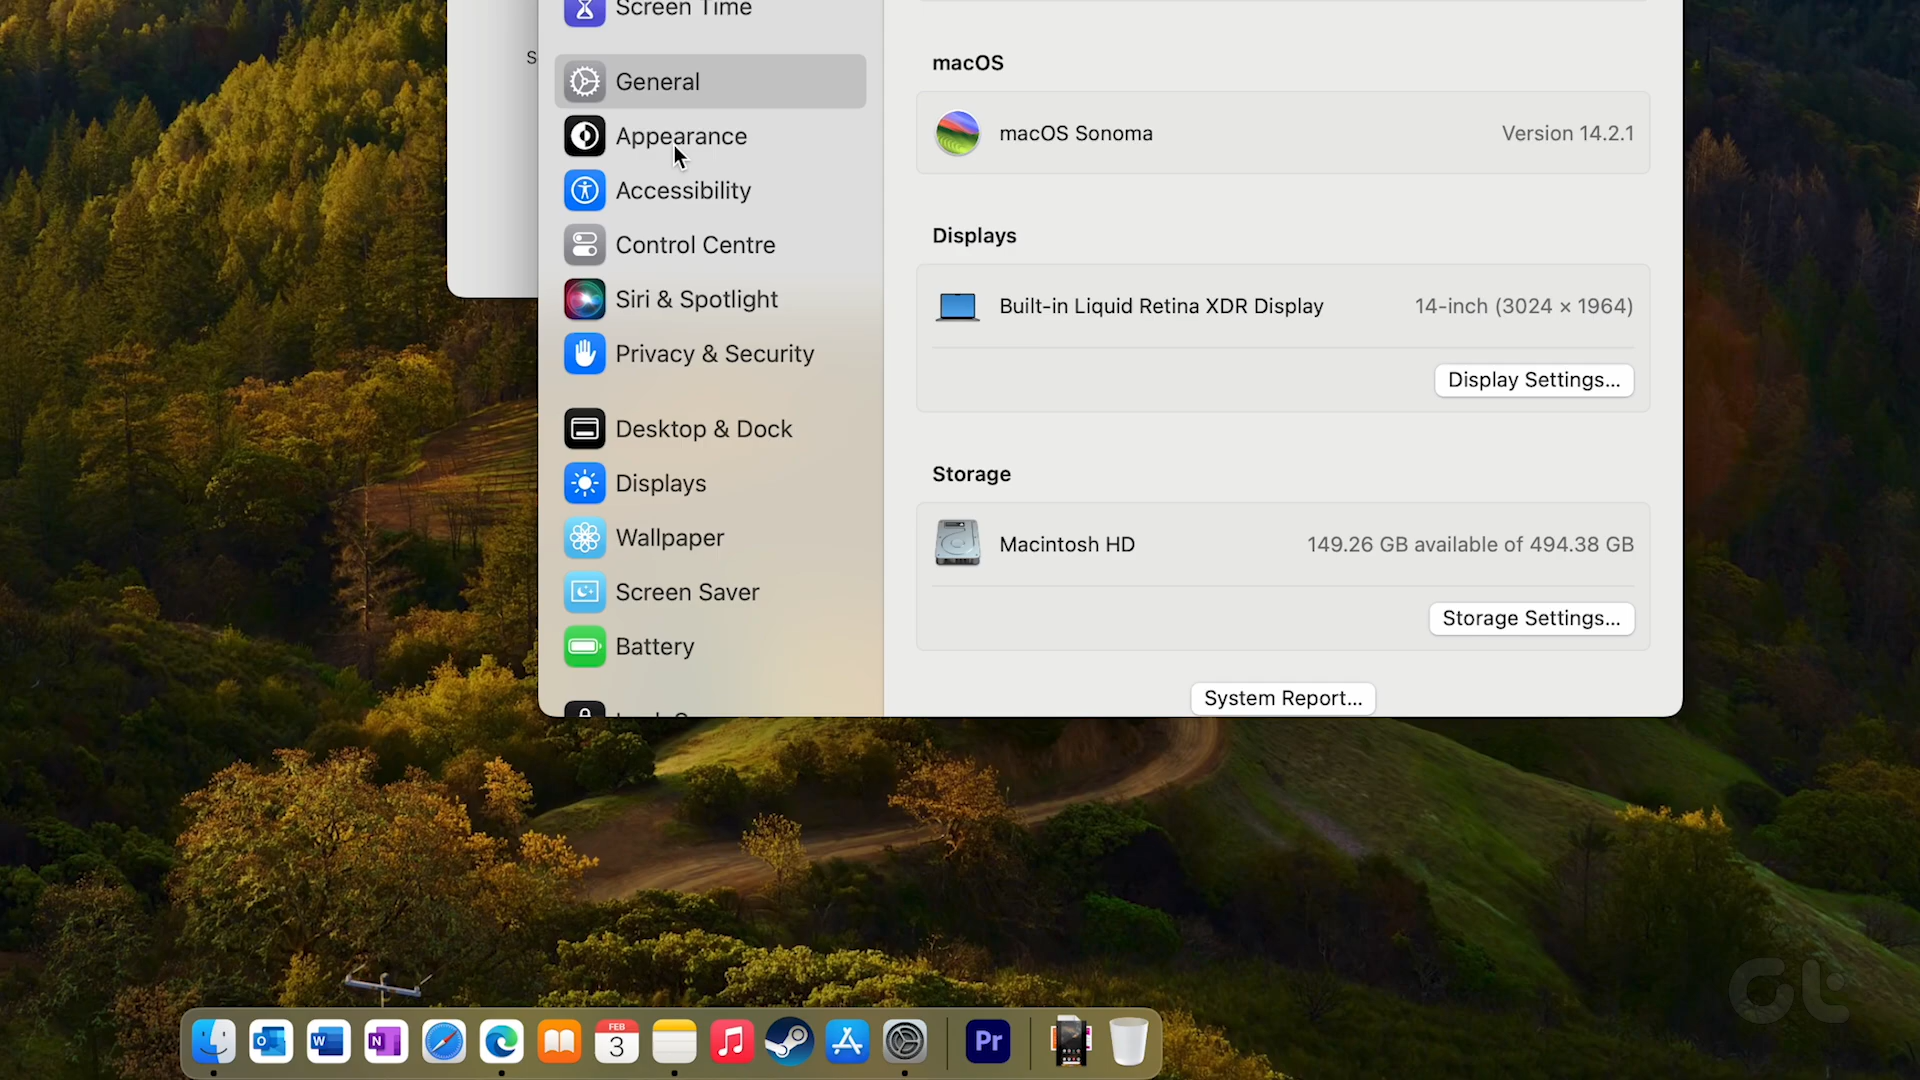 S
Screen Time
General
Appearance
Accessibility
Control Centre
Siri & Spotlight
Privacy & Security
Desktop & Dock
Displays
Wallpaper
Screen Saver
Battery
macOS
macOS Sonoma
Version 14.2.1
Displays
Built-in Liquid Retina XDR Display
14-inch (3024 × 1964)
Display Settings...
Storage
Macintosh HD
149.26 GB available of 494.38 GB
Storage Settings...
System Report...
Gt
O
W
N
FEB
3
Pr